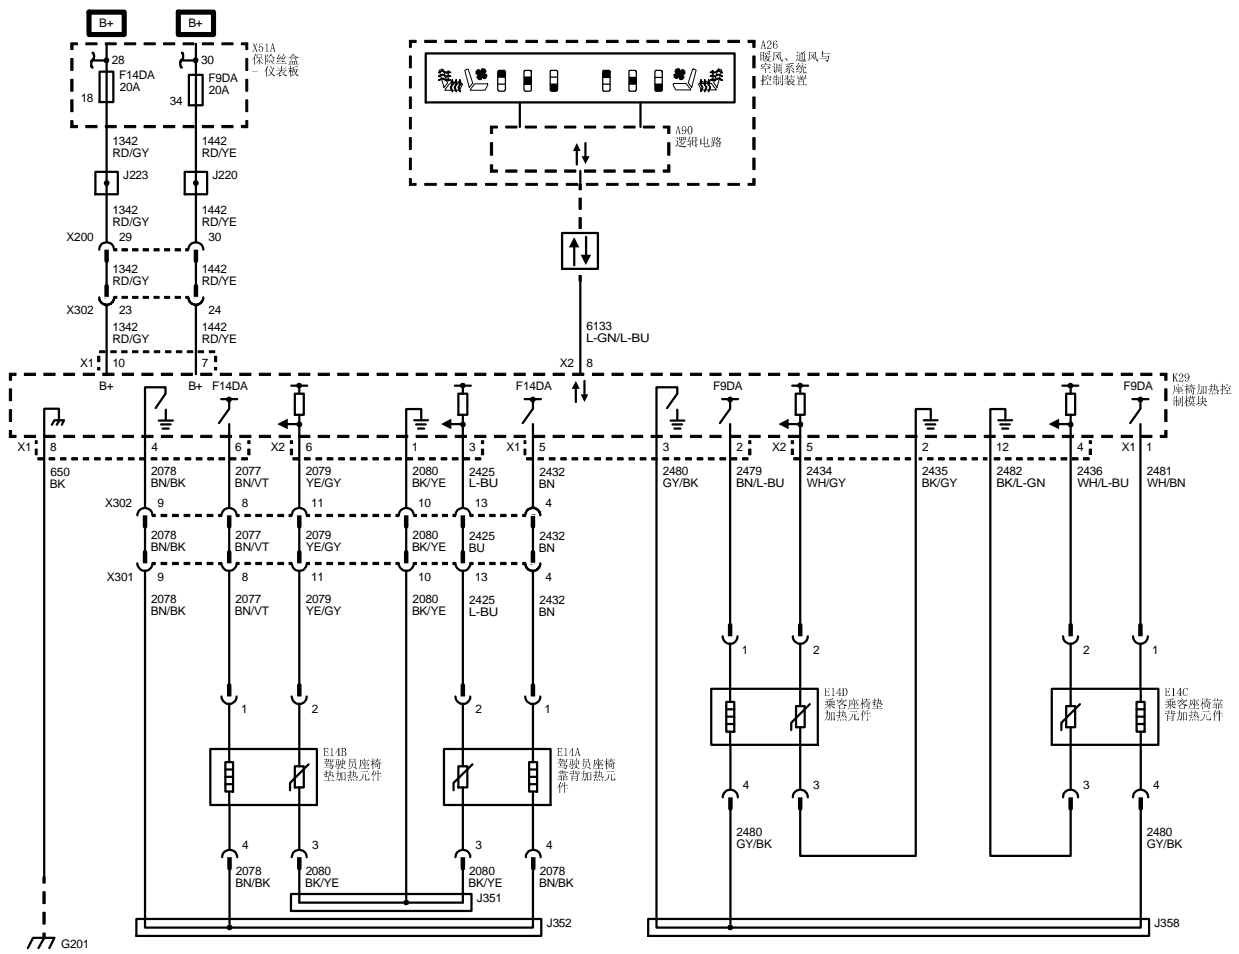 B+
B+
X51A
保险丝盒
- 仪表板
28
30
F14DA
20A
F9DA
20A
18
34
1342
RD/GY
1442
RD/YE
J223
J220
1342
RD/GY
1442
RD/YE
X200
29
30
1342
RD/GY
1442
RD/YE
X302
23
24
1342
RD/GY
1442
RD/YE
A26
暖风、通风与
空调系统
控制装置
A90
逻辑电路
6133
L-GN/L-BU
X1
10
7
X2
8
B+
B+
F14DA
F14DA
F9DA
F9DA
K29
座椅加热控
制模块
X1
8
4
6
X2
6
1
3
X1
5
3
2
X2
5
2
12
4
X1
1
650
BK
2078
BN/BK
2077
BN/VT
2079
YE/GY
2080
BK/YE
2425
L-BU
2432
BN
2480
GY/BK
2479
BN/L-BU
2434
WH/GY
2435
BK/GY
2482
BK/L-GN
2436
WH/L-BU
2481
WH/BN
X302
9
8
11
10
13
4
2078
BN/BK
2077
BN/VT
2079
YE/GY
2080
BK/YE
2425
BU
2432
BN
X301
9
8
11
10
13
4
2078
BN/BK
2077
BN/VT
2079
YE/GY
2080
BK/YE
2425
L-BU
2432
BN
1
2
2
1
1
2
2
1
E14B
驾驶员座椅
垫加热元件
E14A
驾驶员座椅
靠背加热元
件
E14D
乘客座椅垫
加热元件
E14C
乘客座椅靠
背加热元件
4
3
3
4
4
3
3
4
2078
BN/BK
2080
BK/YE
2080
BK/YE
2078
BN/BK
2480
GY/BK
2480
GY/BK
J351
J352
J358
G201